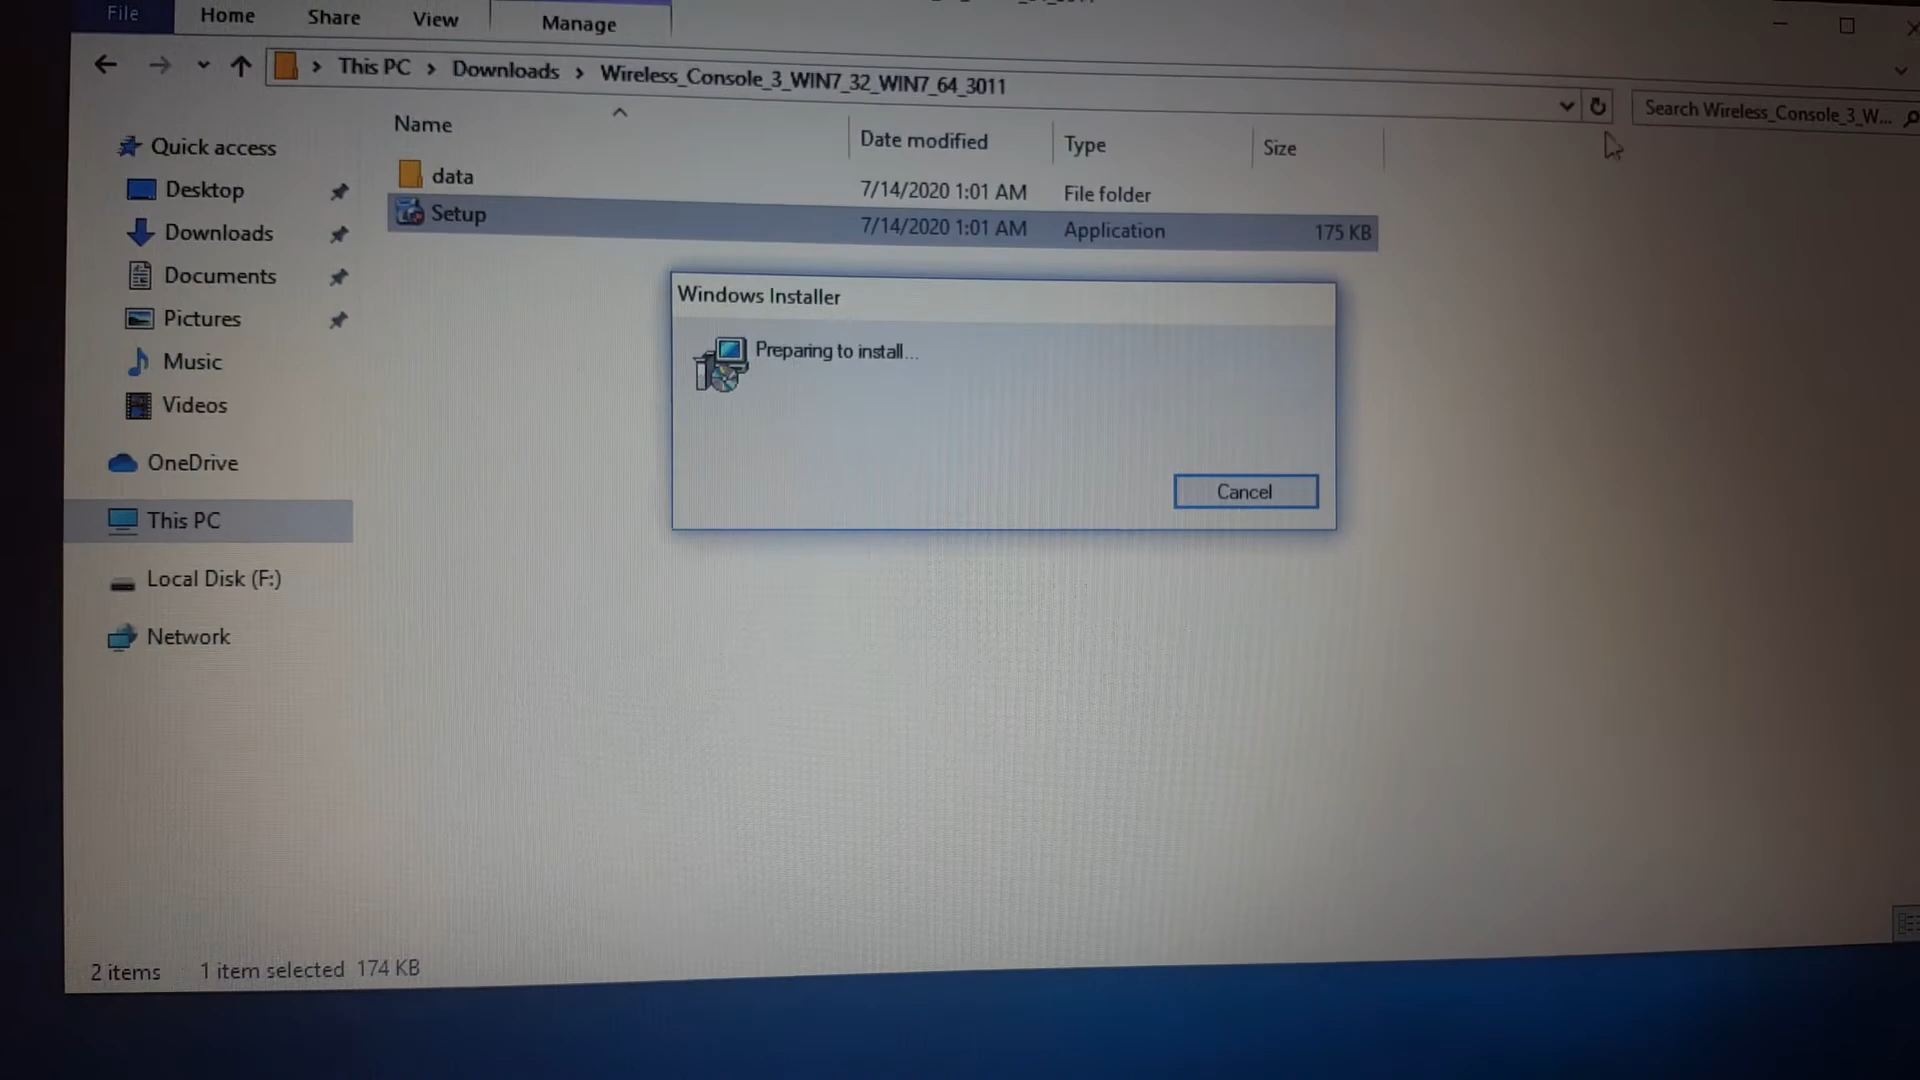 File Home Share View Manage
This PC Downloads Wireless_Console_3_WIN7_32_WIN7_64_3011
Search Wireless_Console_3_W...
Name Date modified Type Size
data 7/14/2020 1:01 AM File folder
Setup 7/14/2020 1:01 AM Application 175 KB
Quick access
Desktop
Downloads
Documents
Pictures
Music
Videos
OneDrive
This PC
Local Disk (F:)
Network
Windows Installer
Preparing to install...
Cancel
2 items 1 item selected 174 KB